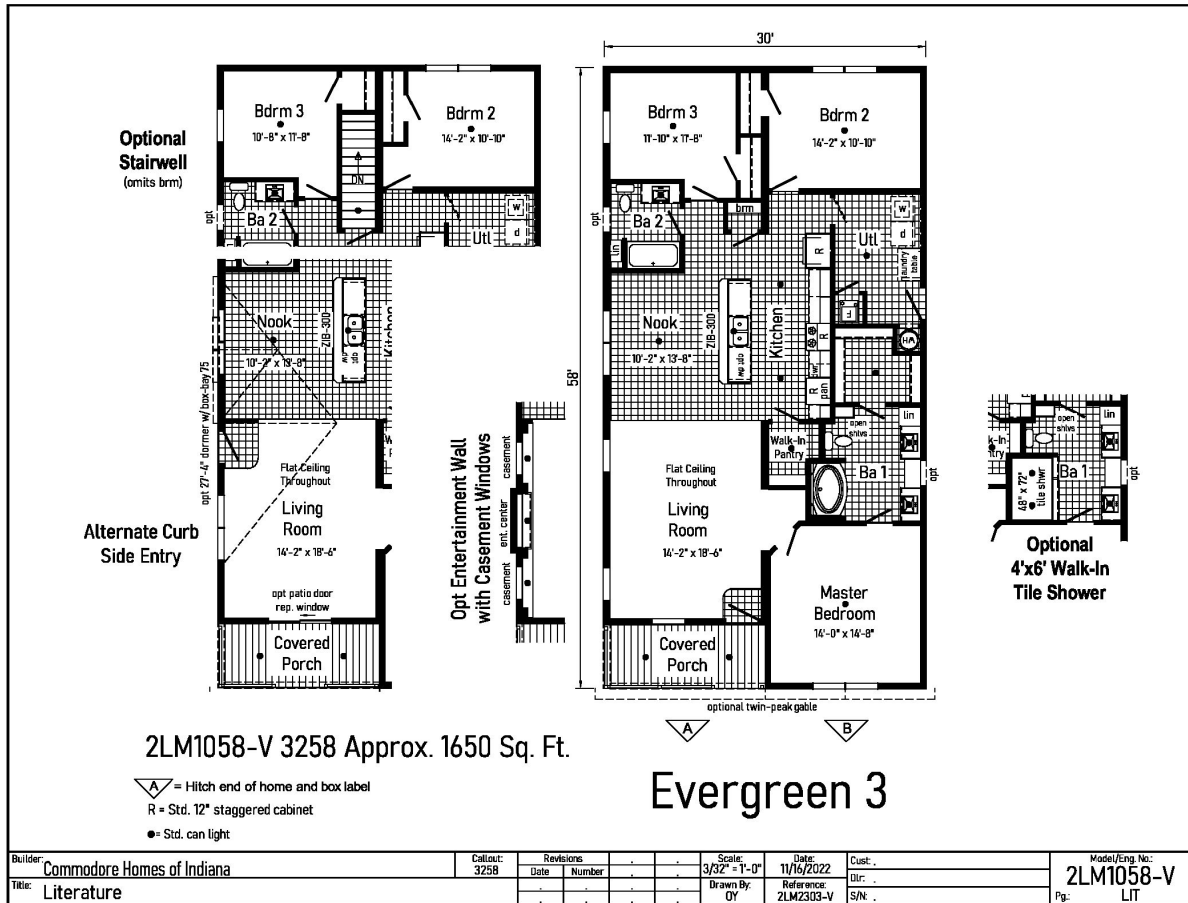 Optional
Stairwell
(omits brm)
Bdrm 3
10'-8" x 11'-8"
Bdrm 2
14'-2" x 10'-10"
DN
opt
Ba 2
Utl
w
d
Nook
10'-2" x 13'-8"
ZIB-300
opt dw
Kitchen
opt 27'-4" dormer w/ box-bay 75
Flat Ceiling
Throughout
Living
Room
14'-2" x 18'-6"
Alternate Curb
Side Entry
opt patio door
rep. window
Covered
Porch
Opt Entertainment Wall
with Casement Windows
casement
ent. center
casement
30'
58'
Bdrm 3
11'-10" x 11'-8"
Bdrm 2
14'-2" x 10'-10"
opt
Ba 2
lin
brm
R
Utl
w
d
laundry
table
F
HW
Nook
10'-2" x 13'-8"
ZIB-300
opt dw
Kitchen
R
R
pan
Walk-In
Pantry
open
shlvs
lin
Ba 1
opt
Flat Ceiling
Throughout
Living
Room
14'-2" x 18'-6"
Master
Bedroom
14'-0" x 14'-8"
Covered
Porch
optional twin-peak gable
A
B
open
shlvs
lin
Ba 1
48" x 72"
tile shwr
opt
Optional
4'x6' Walk-In
Tile Shower
2LM1058-V 3258 Approx. 1650 Sq. Ft.
A = Hitch end of home and box label
R = Std. 12" staggered cabinet
●= Std. can light
Evergreen 3
Builder: Commodore Homes of Indiana
Title: Literature
Callout:
3258
Revisions
Date Number
Scale:
3/32" = 1'-0"
Drawn By:
OY
Date:
11/16/2022
Reference:
2LM2303-V
Cust: .
Dlr: .
S/N: .
Model/Eng. No.:
2LM1058-V
Pg.: LIT